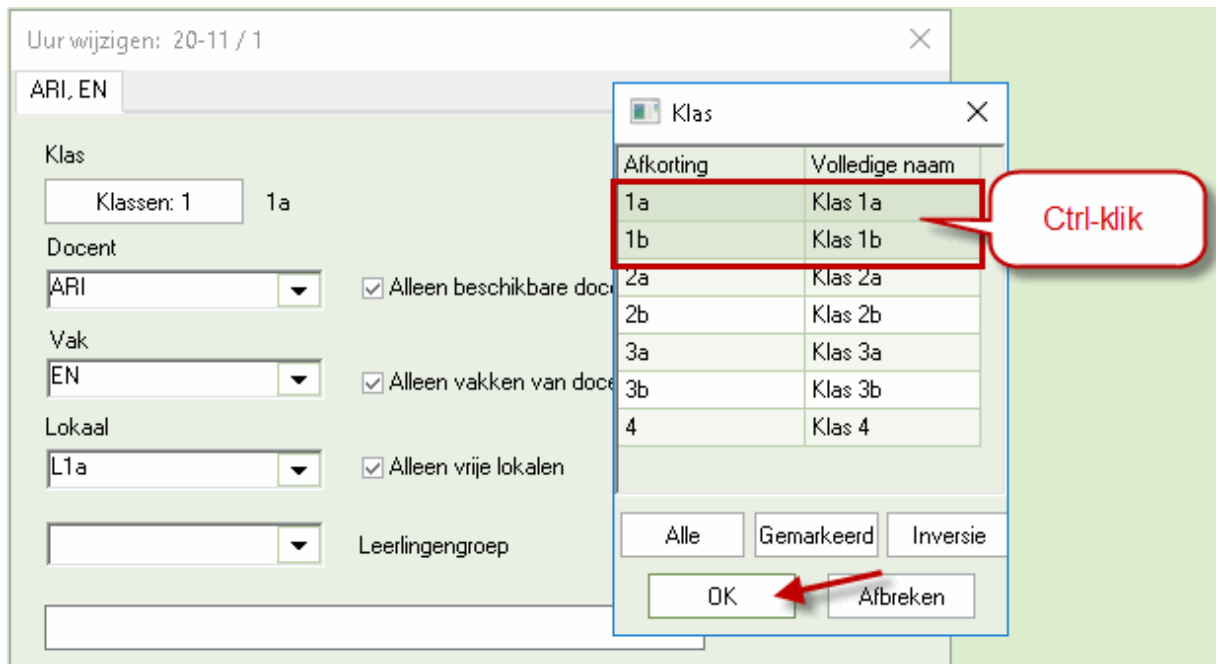 Uur wijzigen: 20-11 / 1
ARI, EN
Klas
Klassen: 1 1a
Docent
ARI
Alleen beschikbare doce
Vak
EN
Alleen vakken van doce
Lokaal
L1a
Alleen vrije lokalen
Leerlingengroep
Klas
Afkorting Volledige naam
1a Klas 1a
1b Klas 1b
2a Klas 2a
2b Klas 2b
3a Klas 3a
3b Klas 3b
4 Klas 4
Alle Gemarkeerd Inversie
OK Afbreken
Ctrl-klik